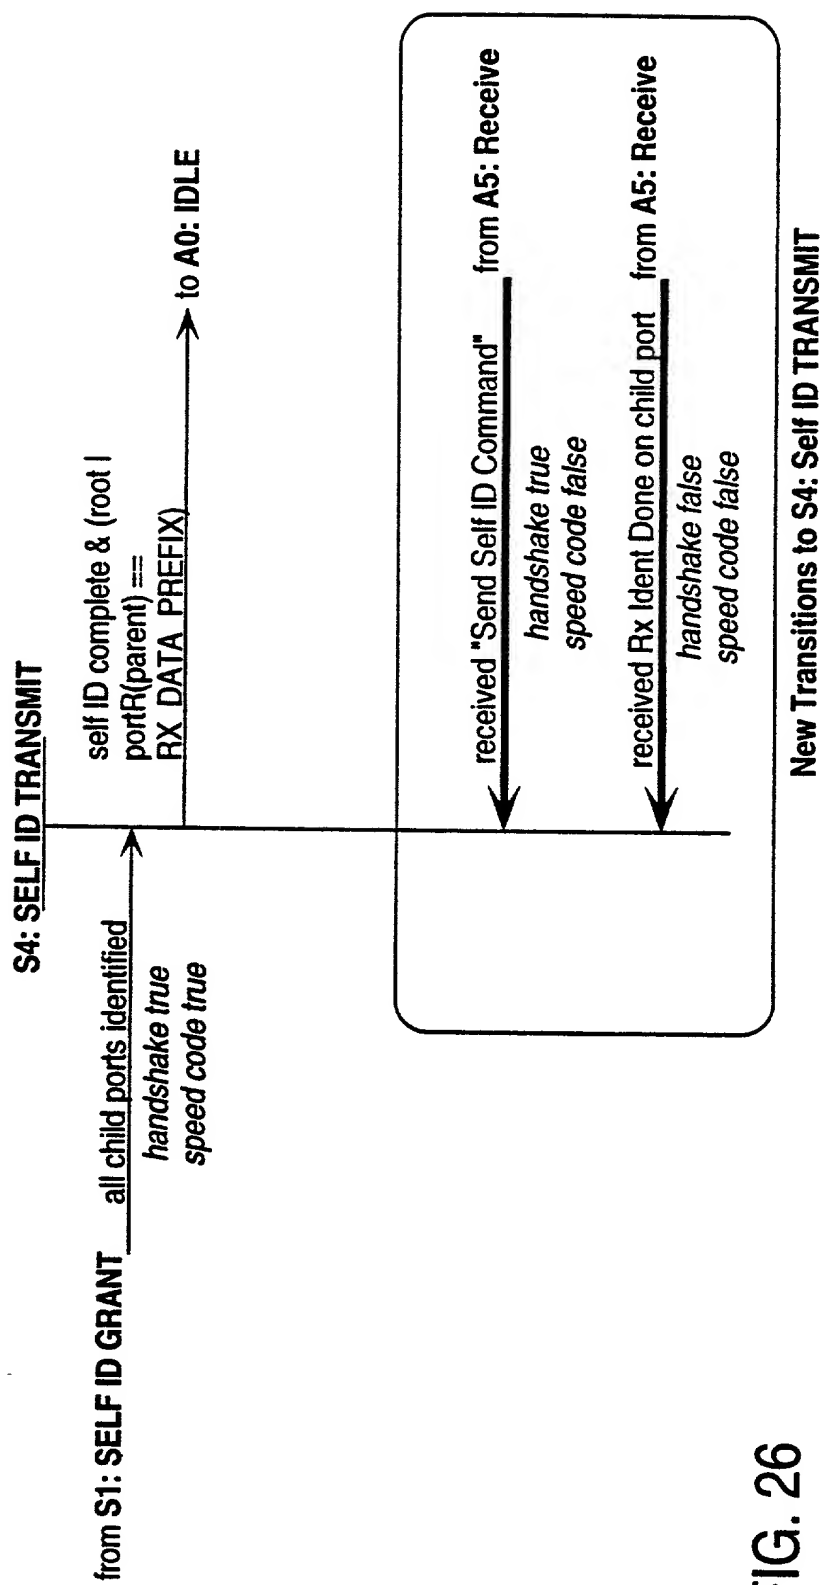 S4: SELF ID TRANSMIT
from S1: SELF ID GRANT
all child ports identified
handshake true
speed code true
self ID complete & (root |
portR(parent) ==
RX_DATA_PREFIX)
to A0: IDLE
received "Send Self ID Command"
handshake true
speed code false
from A5: Receive
received Rx Ident Done on child port
handshake false
speed code false
from A5: Receive
New Transitions to S4: Self ID TRANSMIT
FIG. 26